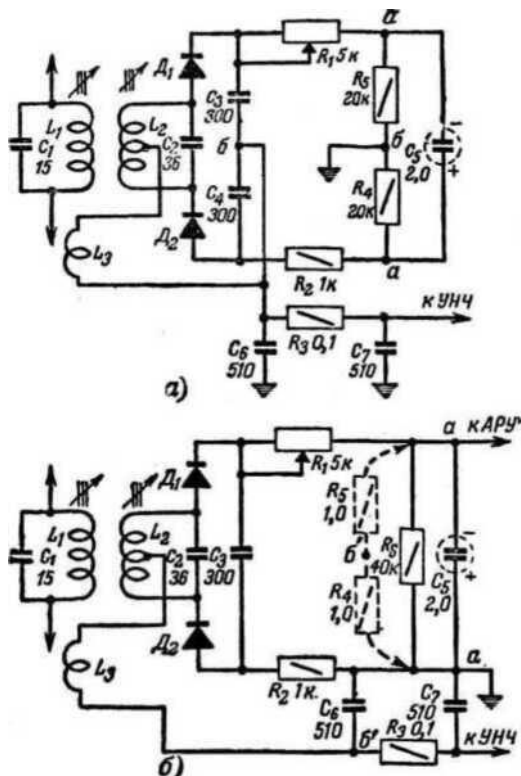 а
Д₁
R₁ 5к
C₃
300
R₅
20к
L₁
L₂
C₁
15
C₂
36
б
б
C₅
2,0
−
+
C₄
300
R₄
20к
L₃
Д₂
R₂ 1к
а
к УНЧ
R₃ 0,1
C₆
510
C₇
510
а)
а
к АРУ
Д₁
R₁ 5к
R₅
1,0
L₁
L₂
C₁
15
C₂
36
C₃
300
б
R₆
40к
−
+
C₅
2,0
R₄
1,0
Д₂
L₃
R₂ 1к
а
C₆
510
C₇
510
б'
R₃ 0,1
к УНЧ
б)